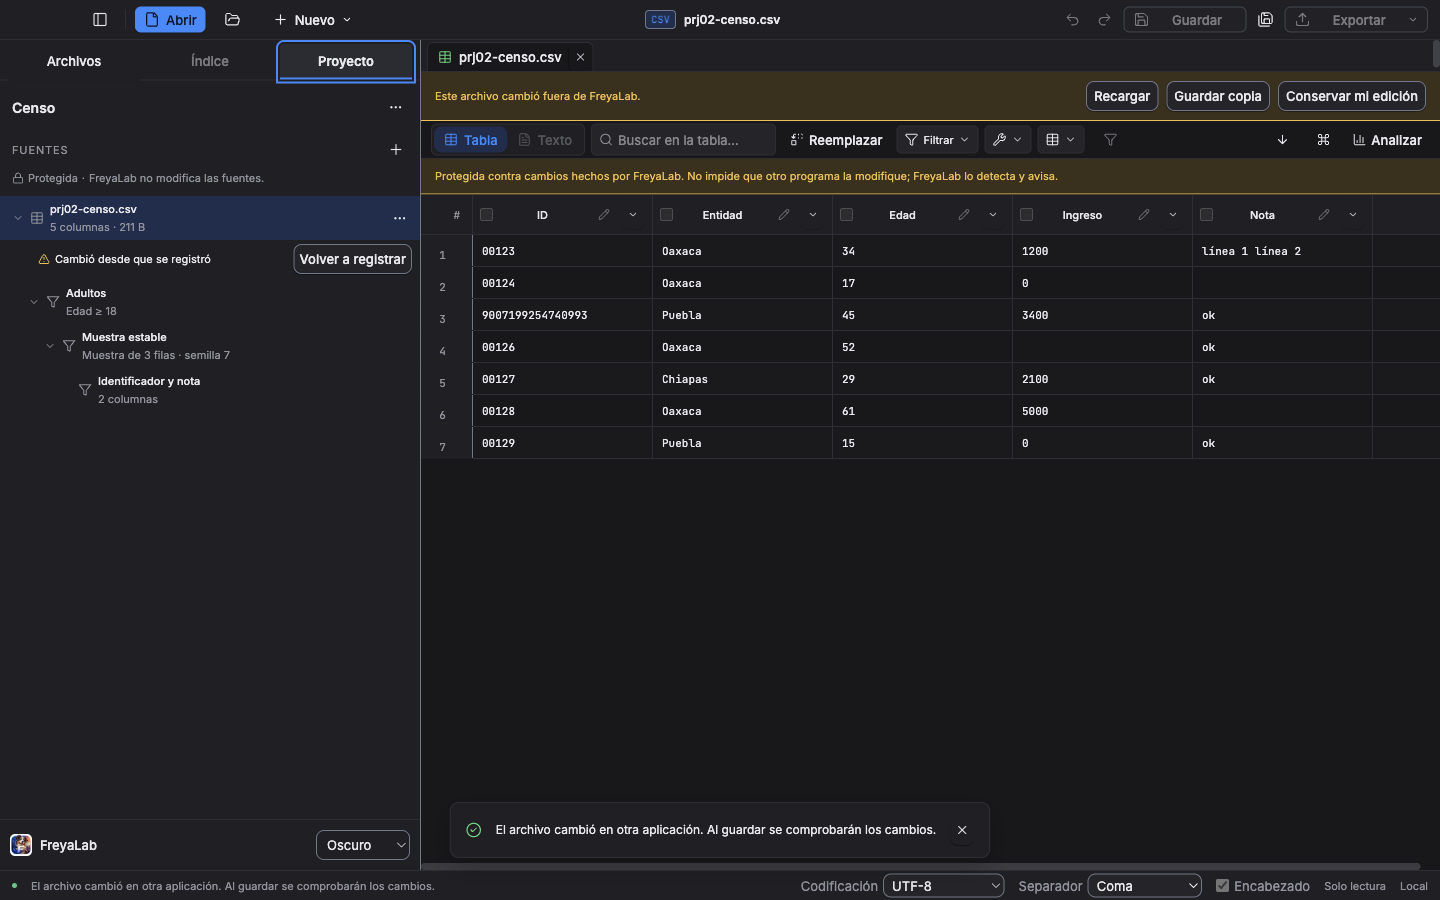 Abrir
Nuevo
CSV prj02-censo.csv
Guardar
Exportar
Archivos
Índice
Proyecto
Censo
FUENTES
Protegida · FreyaLab no modifica las fuentes.
prj02-censo.csv
5 columnas · 211 B
Cambió desde que se registró
Volver a registrar
Adultos
Edad ≥ 18
Muestra estable
Muestra de 3 filas · semilla 7
Identificador y nota
2 columnas
FreyaLab
Oscuro
prj02-censo.csv
Este archivo cambió fuera de FreyaLab.
Recargar
Guardar copia
Conservar mi edición
Tabla
Texto
Buscar en la tabla...
Reemplazar
Filtrar
Analizar
Protegida contra cambios hechos por FreyaLab. No impide que otro programa la modifique; FreyaLab lo detecta y avisa.
# ID Entidad Edad Ingreso Nota
1 00123 Oaxaca 34 1200 línea 1 línea 2
2 00124 Oaxaca 17 0
3 9007199254740993 Puebla 45 3400 ok
4 00126 Oaxaca 52 ok
5 00127 Chiapas 29 2100 ok
6 00128 Oaxaca 61 5000
7 00129 Puebla 15 0 ok
El archivo cambió en otra aplicación. Al guardar se comprobarán los cambios.
El archivo cambió en otra aplicación. Al guardar se comprobarán los cambios.
Codificación UTF-8
Separador Coma
Encabezado
Solo lectura
Local